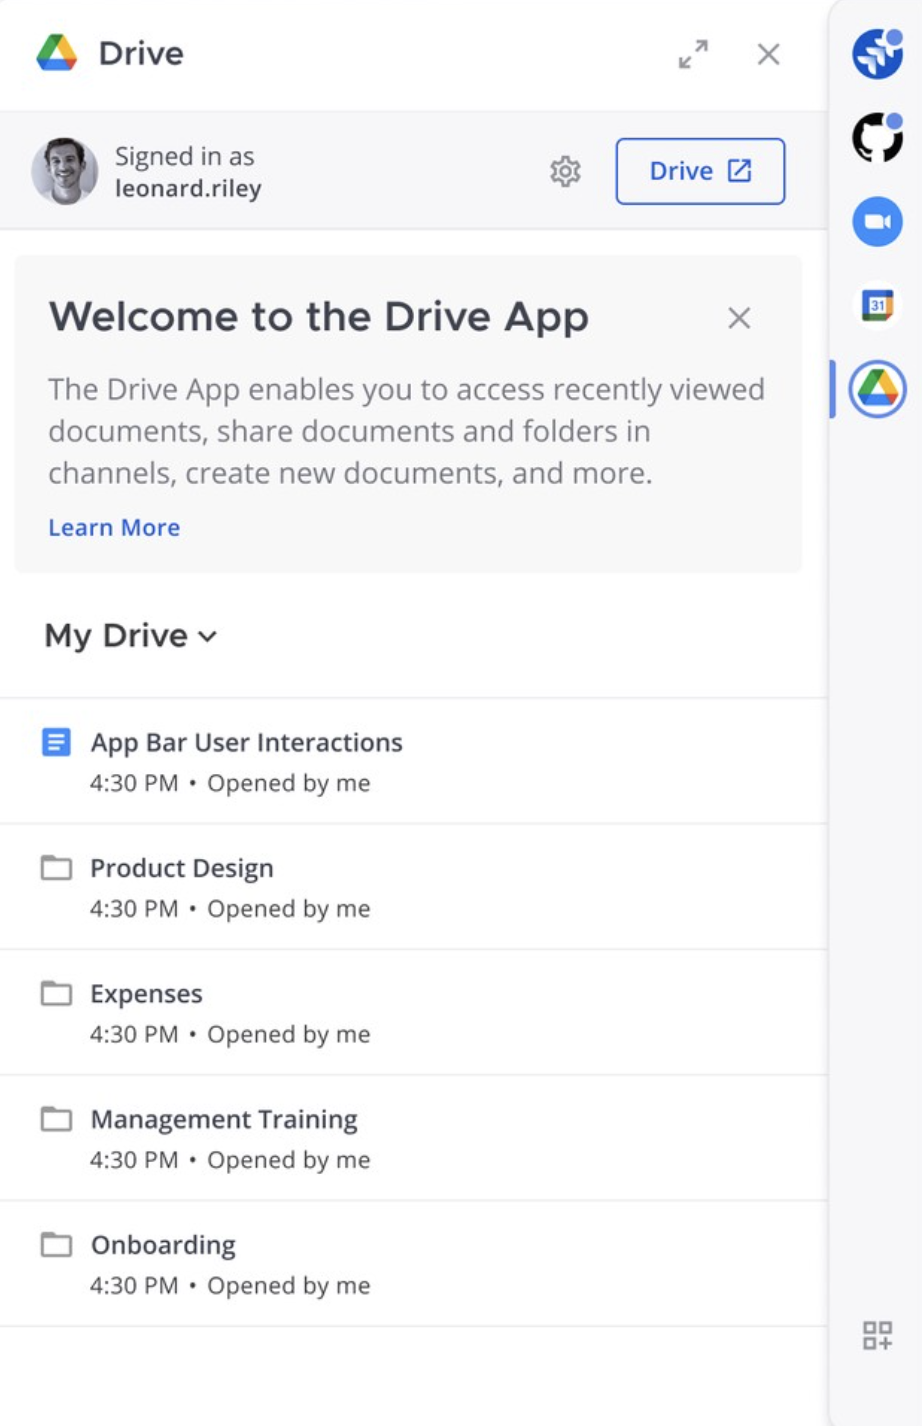 Drive
Signed in as
leonard.riley
Drive
Welcome to the Drive App
The Drive App enables you to access recently viewed
documents, share documents and folders in
channels, create new documents, and more.
Learn More
My Drive
App Bar User Interactions
4:30 PM • Opened by me
Product Design
4:30 PM • Opened by me
Expenses
4:30 PM • Opened by me
Management Training
4:30 PM • Opened by me
Onboarding
4:30 PM • Opened by me
31